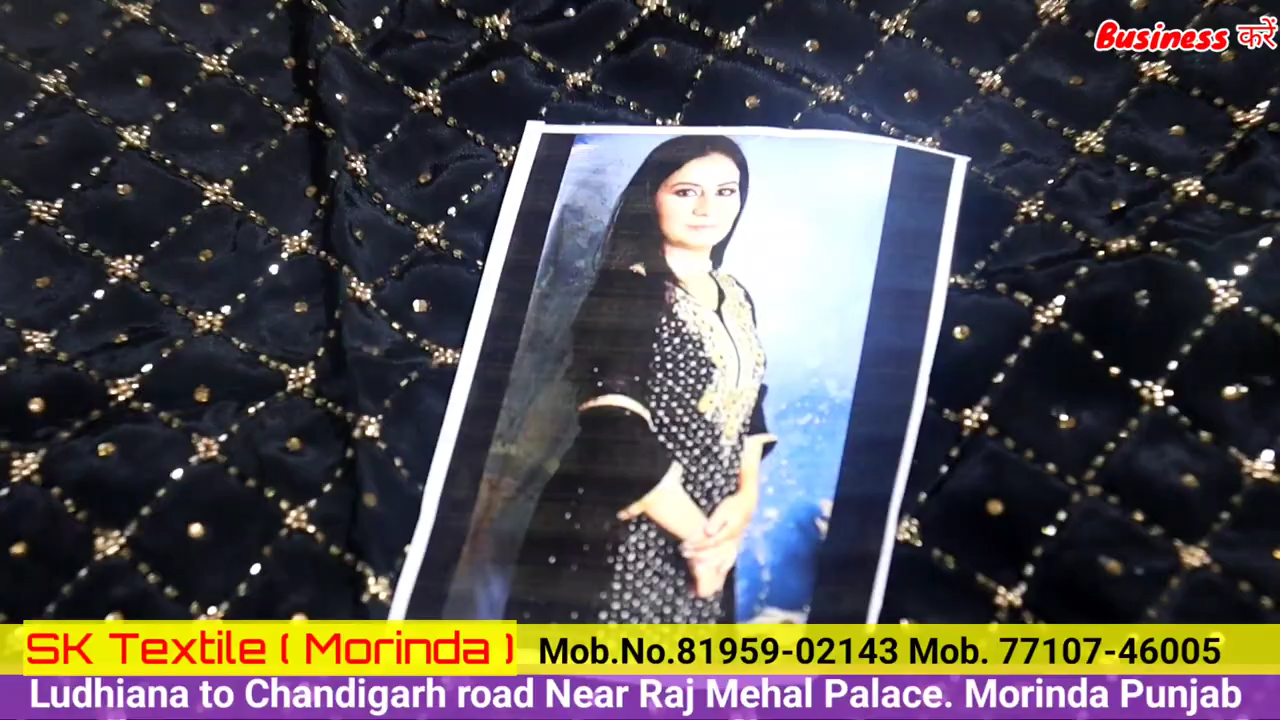 Business करें
SK Textile ( Morinda )
Mob.No.81959-02143 Mob. 77107-46005
Ludhiana to Chandigarh road Near Raj Mehal Palace. Morinda Punjab